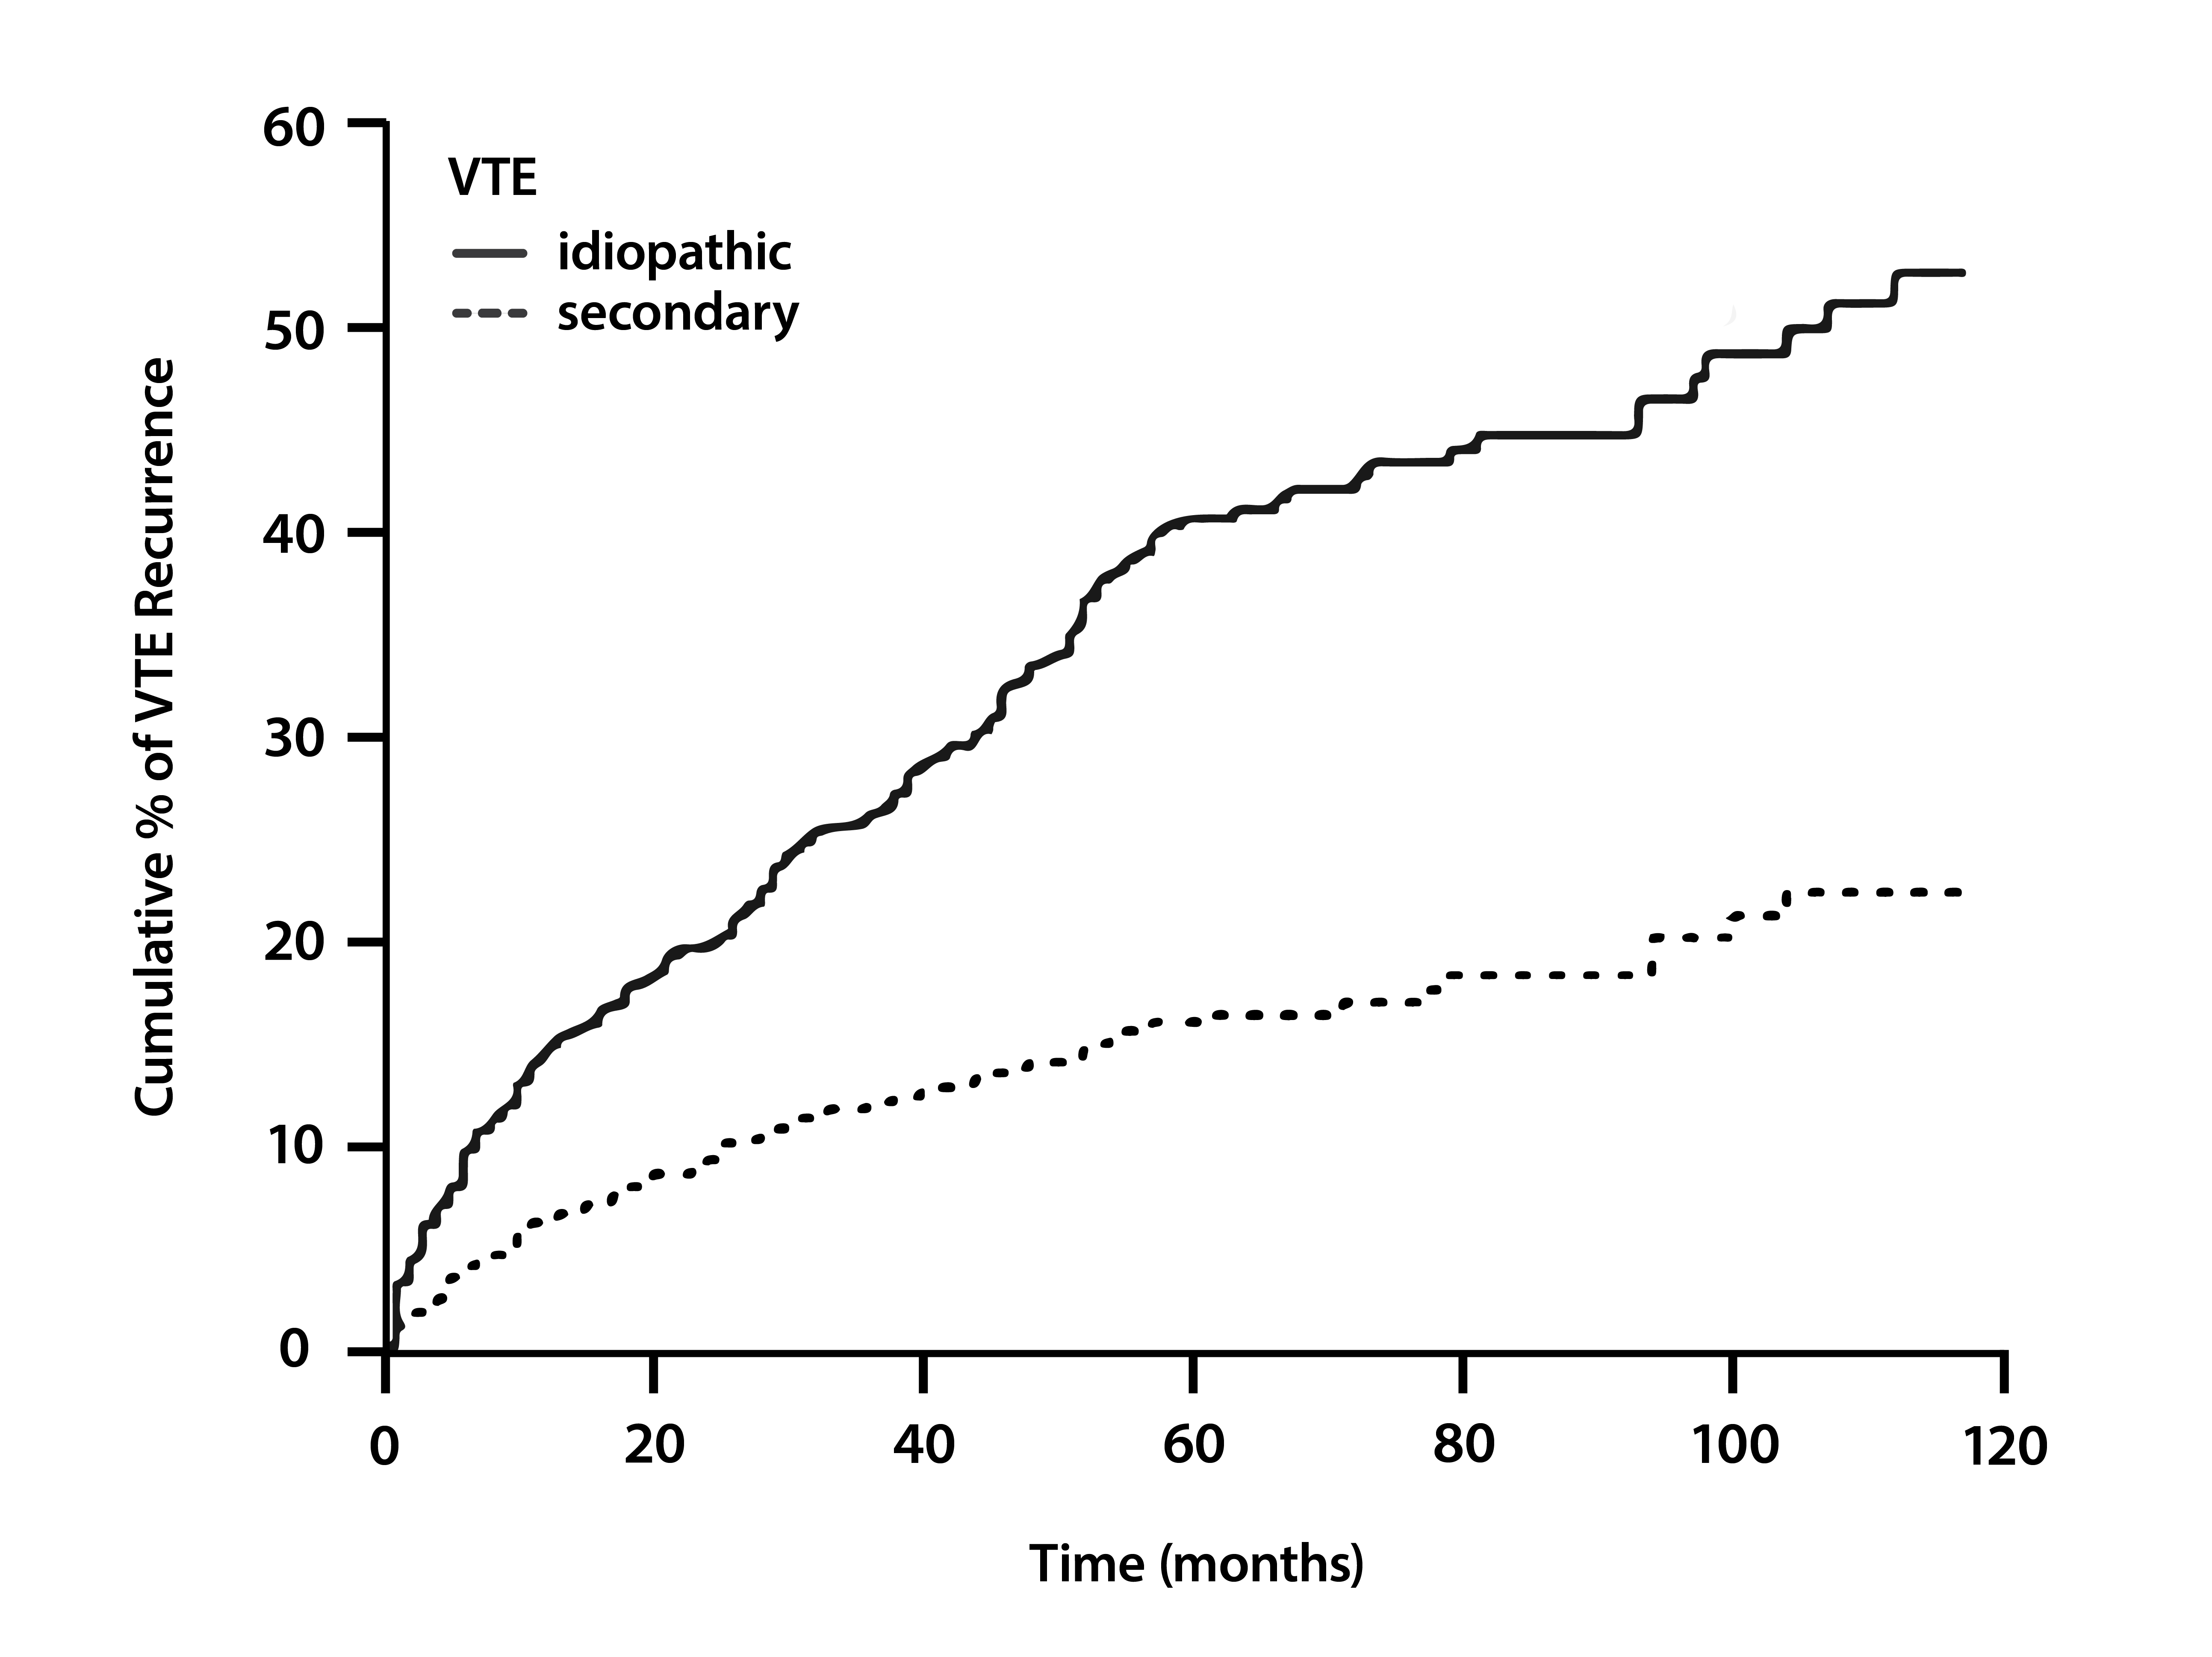 60
50
40
30
20
10
0
Cumulative % of VTE Recurrence
VTE
idiopathic
secondary
0 20 40 60 80 100 120
Time (months)